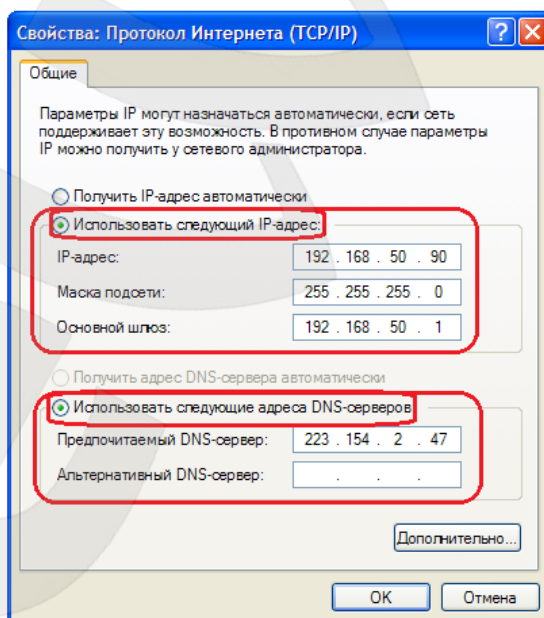 Свойства: Протокол Интернета (TCP/IP)
Общие
Параметры IP могут назначаться автоматически, если сеть
поддерживает эту возможность. В противном случае параметры
IP можно получить у сетевого администратора.
Получить IP-адрес автоматически
Использовать следующий IP-адрес:
IP-адрес: 192 . 168 . 50 . 90
Маска подсети: 255 . 255 . 255 . 0
Основной шлюз: 192 . 168 . 50 . 1
Получить адрес DNS-сервера автоматически
Использовать следующие адреса DNS-серверов
Предпочитаемый DNS-сервер: 223 . 154 . 2 . 47
Альтернативный DNS-сервер: . . .
Дополнительно...
OK Отмена